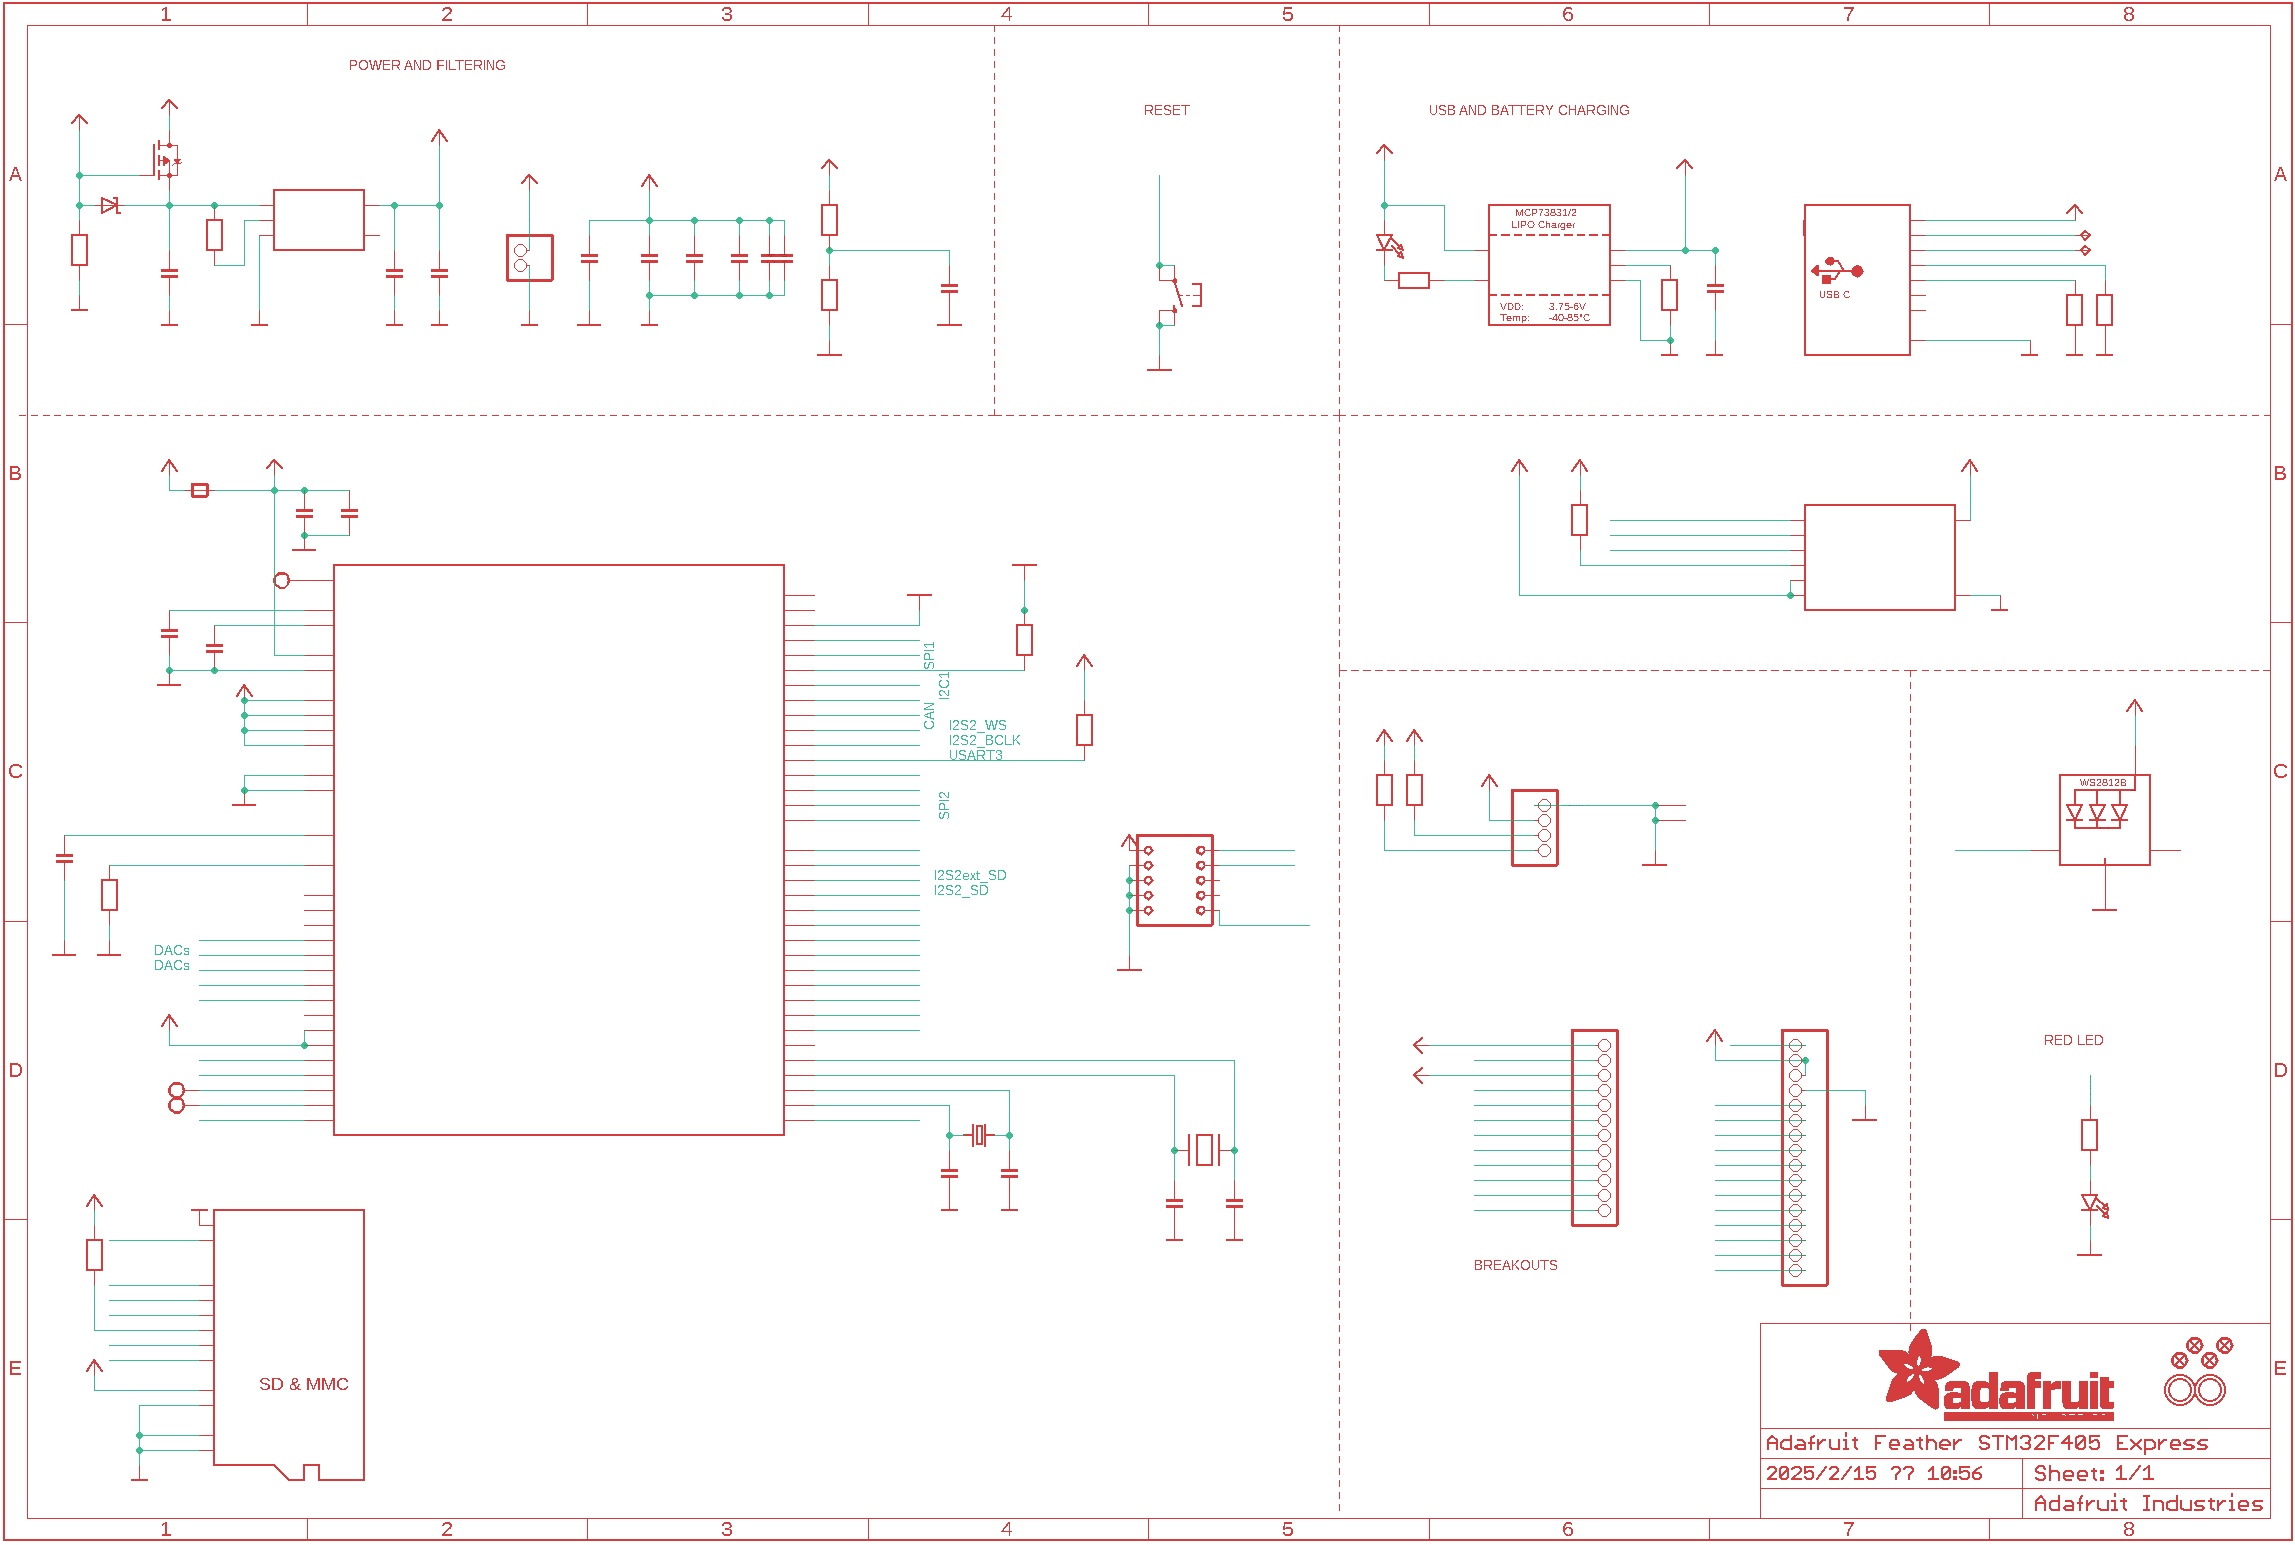 1 2 3 4 5 6 7 8
POWER AND FILTERING
RESET
USB AND BATTERY CHARGING
A A
MCP73831/2
LIPO Charger
VDD: 3.75-6V
Temp: -40-85°C
USB C
B B
SPI1
I2C1
CAN
I2S2_WS
I2S2_BCLK
USART3
SPI2
I2S2ext_SD
I2S2_SD
C C
WS2812B
DACs
DACs
D D
RED LED
BREAKOUTS
SD & MMC
E E
adafruit
Adafruit Feather STM32F405 Express
2025/2/15 ?? 10:56
Sheet: 1/1
Adafruit Industries
1 2 3 4 5 6 7 8